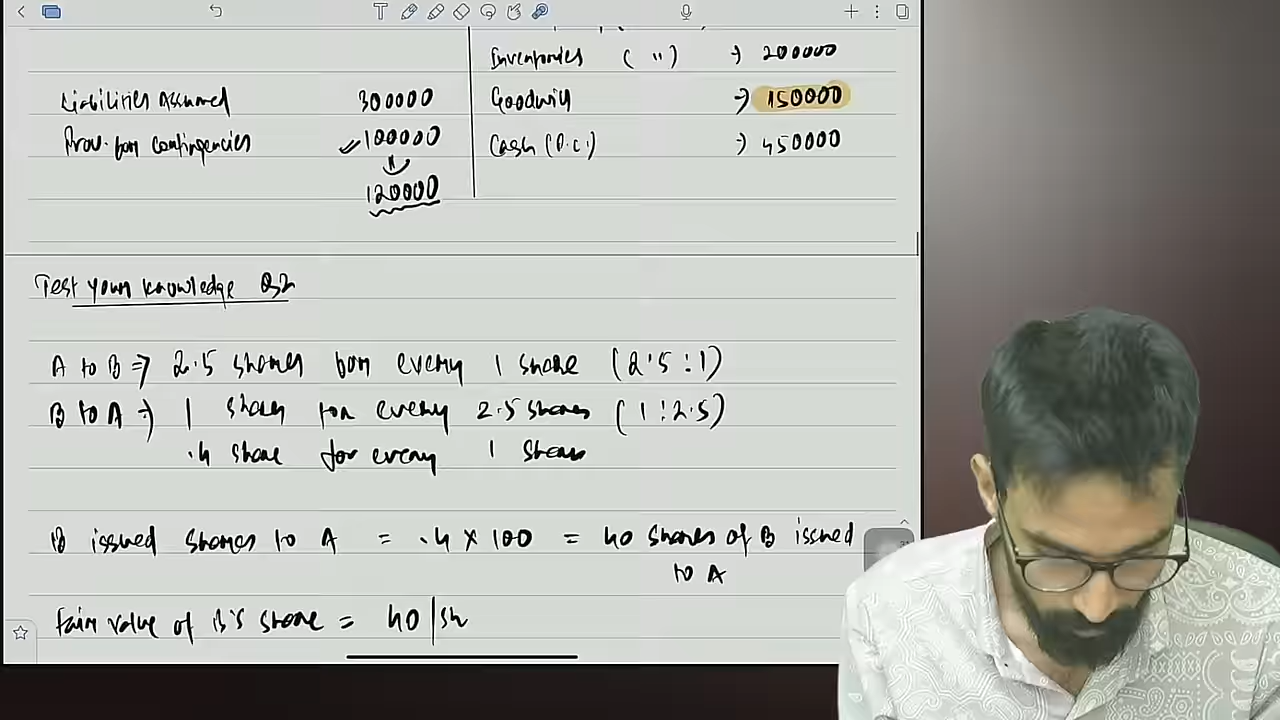 Inventories ( " ) → 200000
Liabilities Assumed 300000 Goodwill → 150000
Prov. for contingencies 100000 Cash (P.C.) → 450000
120000
Test your knowledge Q32
A to B ⇒ 2.5 shares for every 1 share (2.5 : 1)
B to A → 1 share for every 2.5 shares (1 : 2.5)
.4 share for every 1 share
B issued shares to A = .4 × 100 = 40 shares of B issued
to A
Fair value of B's share = 40 / sh